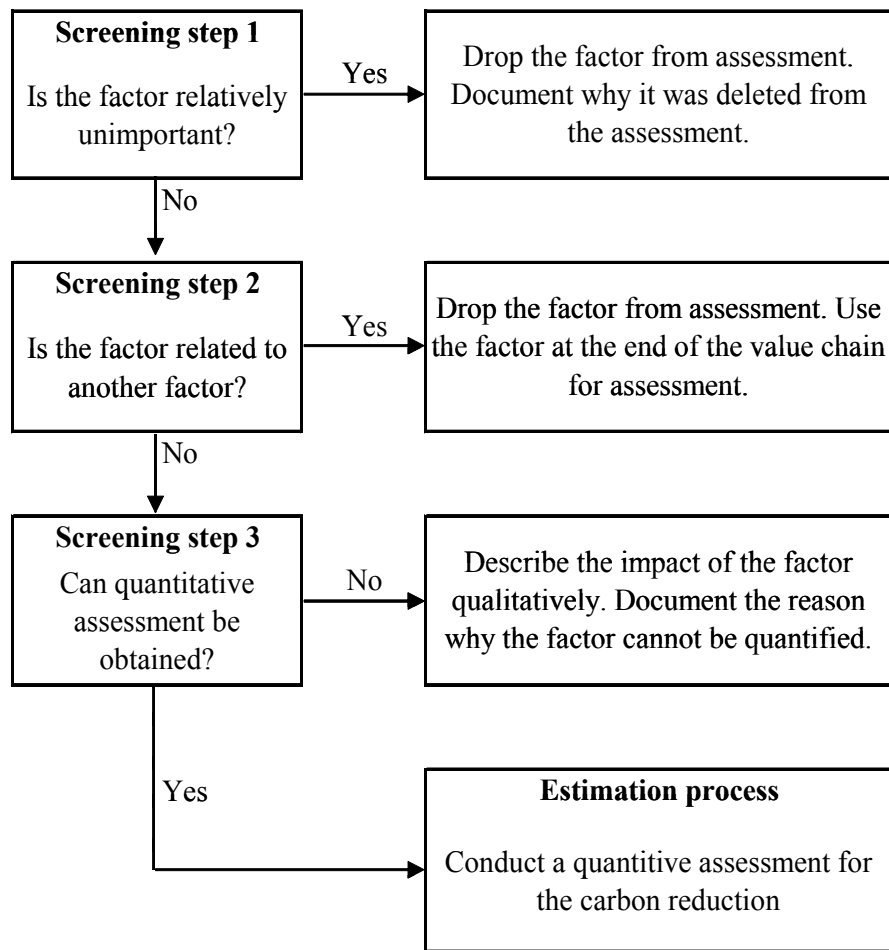 Screening step 1
Is the factor relatively
unimportant?
Yes
Drop the factor from assessment.
Document why it was deleted from
the assessment.
No
Screening step 2
Is the factor related to
another factor?
Yes
Drop the factor from assessment. Use
the factor at the end of the value chain
for assessment.
No
Screening step 3
Can quantitative
assessment be
obtained?
No
Describe the impact of the factor
qualitatively. Document the reason
why the factor cannot be quantified.
Yes
Estimation process
Conduct a quantitive assessment for
the carbon reduction